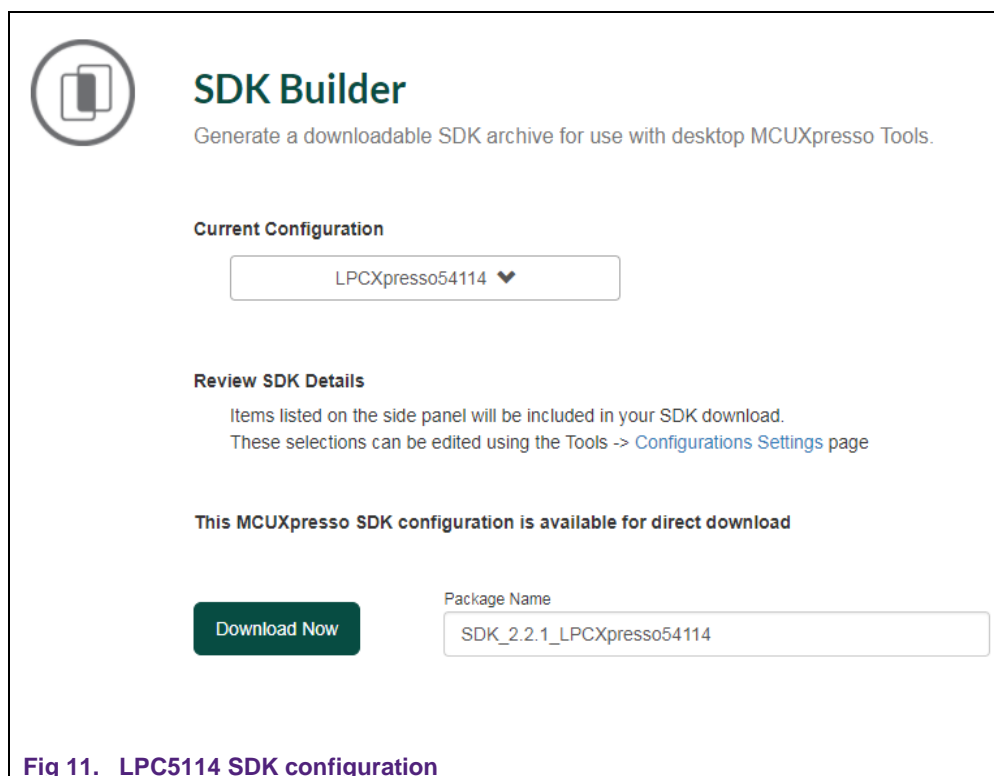 SDK Builder
Generate a downloadable SDK archive for use with desktop MCUXpresso Tools.
Current Configuration
LPCXpresso54114
Review SDK Details
Items listed on the side panel will be included in your SDK download.
These selections can be edited using the Tools -> Configurations Settings page
This MCUXpresso SDK configuration is available for direct download
Package Name
Download Now
SDK_2.2.1_LPCXpresso54114
Fig 11. LPC5114 SDK configuration